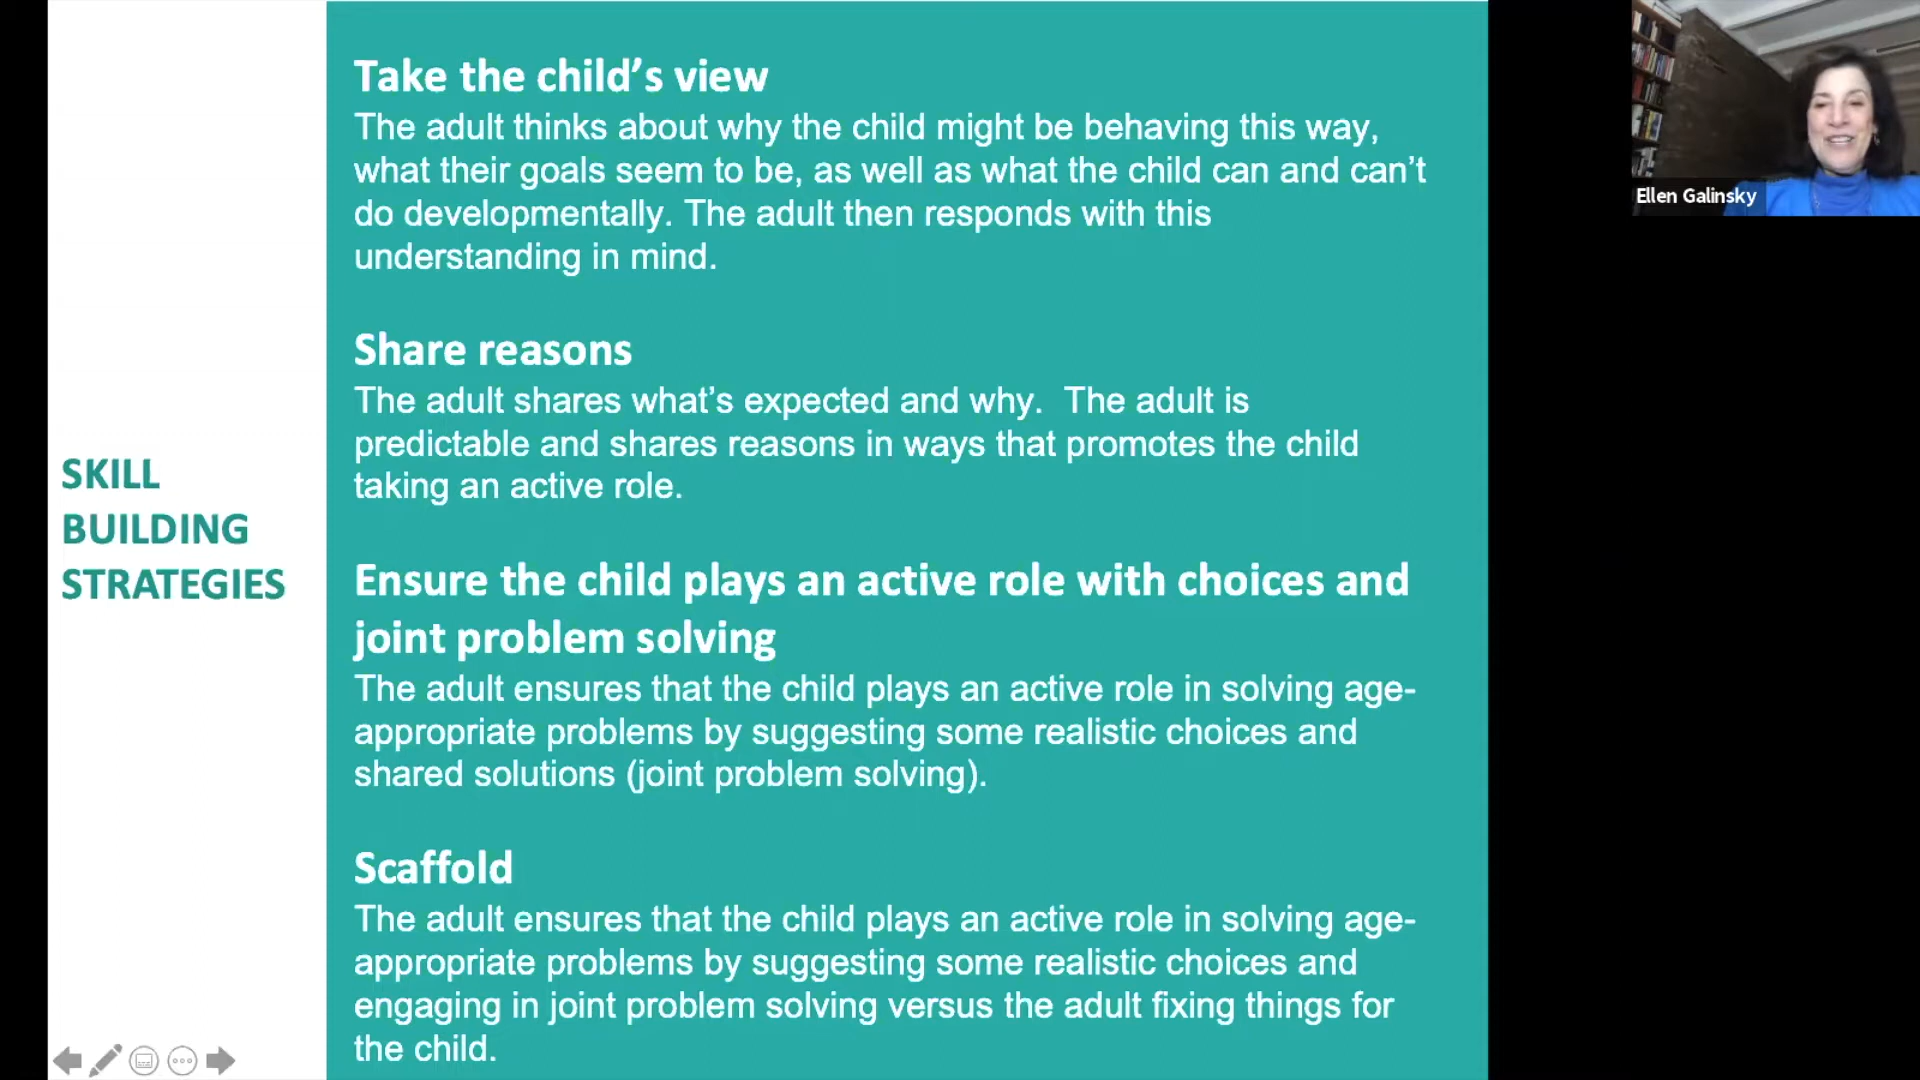 SKILL
BUILDING
STRATEGIES
Take the child’s view
The adult thinks about why the child might be behaving this way,
what their goals seem to be, as well as what the child can and can’t
do developmentally. The adult then responds with this
understanding in mind.
Share reasons
The adult shares what’s expected and why.  The adult is
predictable and shares reasons in ways that promotes the child
taking an active role.
Ensure the child plays an active role with choices and
joint problem solving
The adult ensures that the child plays an active role in solving age-
appropriate problems by suggesting some realistic choices and
shared solutions (joint problem solving).
Scaffold
The adult ensures that the child plays an active role in solving age-
appropriate problems by suggesting some realistic choices and
engaging in joint problem solving versus the adult fixing things for
the child.
Ellen Galinsky